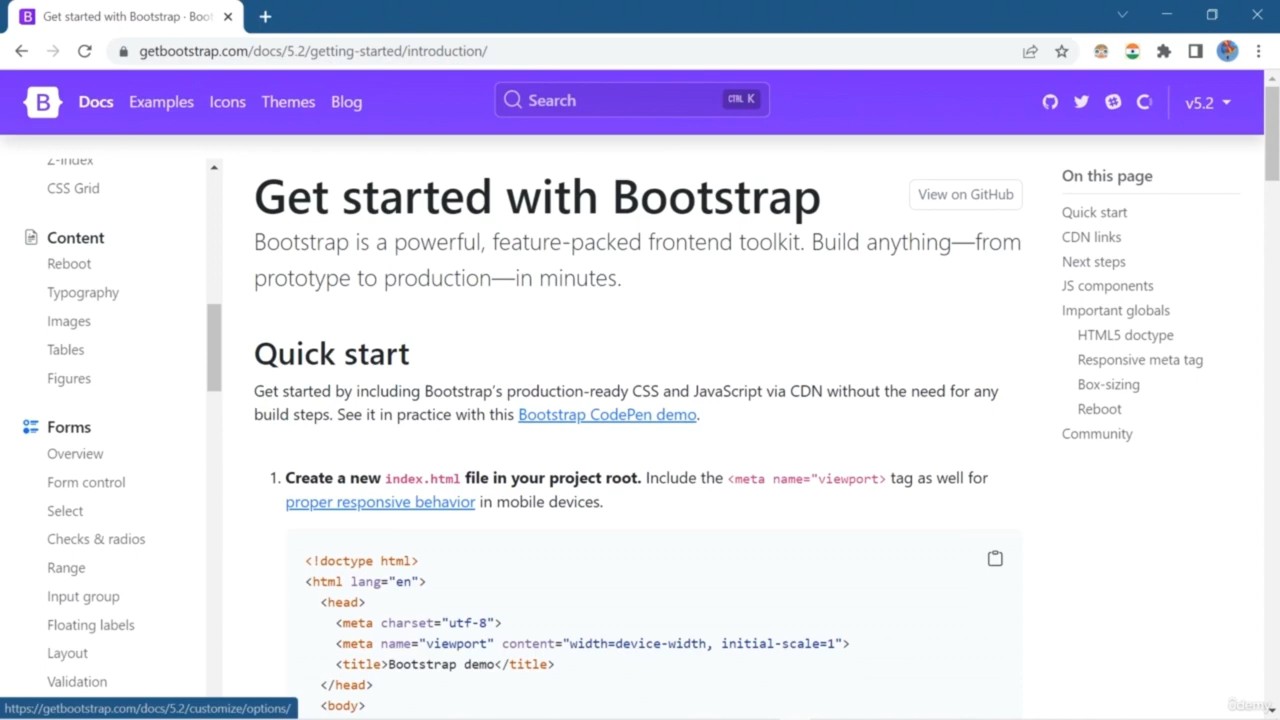 Get started with Bootstrap · Boot
getbootstrap.com/docs/5.2/getting-started/introduction/
B Docs Examples Icons Themes Blog
Search CTRL K
v5.2
Z-index
CSS Grid
Content
Reboot
Typography
Images
Tables
Figures
Forms
Overview
Form control
Select
Checks & radios
Range
Input group
Floating labels
Layout
Validation
Get started with Bootstrap
View on GitHub
Bootstrap is a powerful, feature-packed frontend toolkit. Build anything—from
prototype to production—in minutes.
Quick start
Get started by including Bootstrap's production-ready CSS and JavaScript via CDN without the need for any
build steps. See it in practice with this Bootstrap CodePen demo.
1. Create a new index.html file in your project root. Include the <meta name="viewport> tag as well for
proper responsive behavior in mobile devices.
<!doctype html>
<html lang="en">
<head>
<meta charset="utf-8">
<meta name="viewport" content="width=device-width, initial-scale=1">
<title>Bootstrap demo</title>
</head>
<body>
On this page
Quick start
CDN links
Next steps
JS components
Important globals
HTML5 doctype
Responsive meta tag
Box-sizing
Reboot
Community
https://getbootstrap.com/docs/5.2/customize/options/
ûdemy